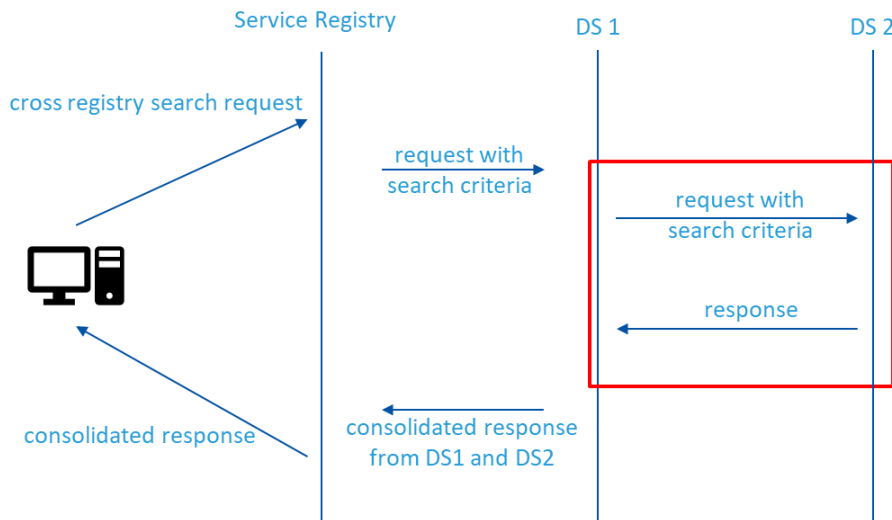 Service Registry
DS 1
DS 2
cross registry search request
request with
search criteria
request with
search criteria
response
consolidated response
consolidated response
from DS1 and DS2